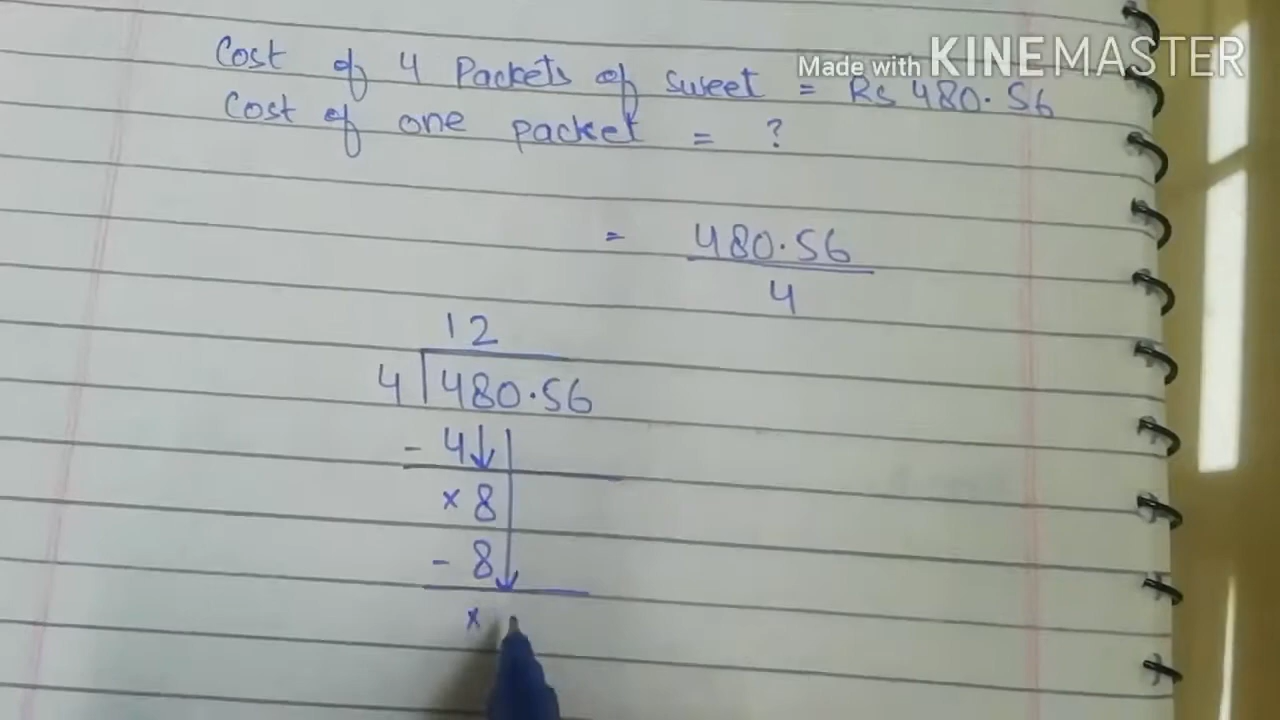 Cost of 4 Packets of sweet = Rs 480.56
Made with KINEMASTER
Cost of one packet = ?
= 480.56
4
12
4 480.56
- 4
× 8
- 8
×